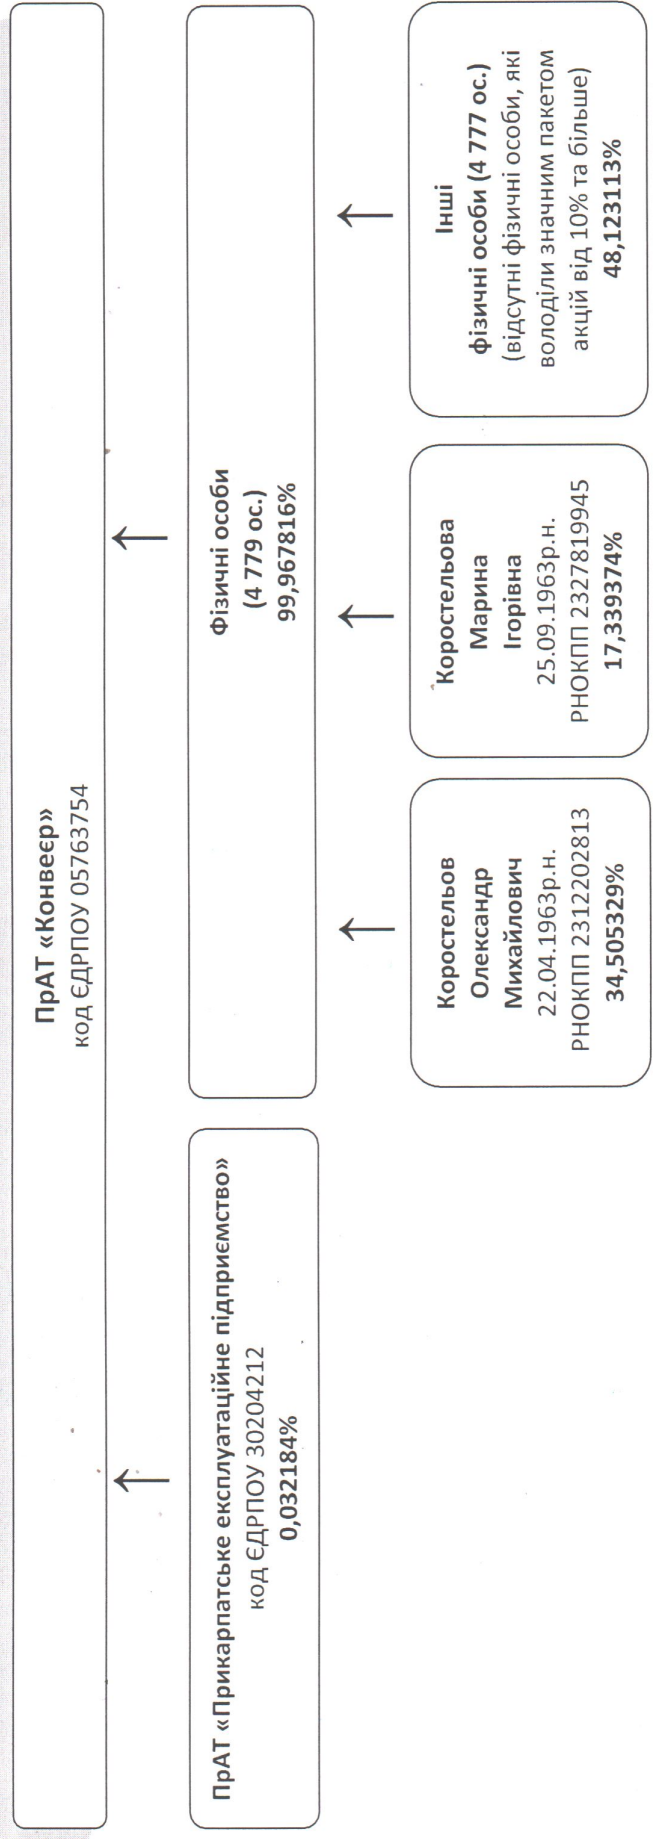 ПрАТ «Конвеєр»
код ЄДРПОУ 05763754
ПрАТ «Прикарпатське експлуатаційне підприємство»
код ЄДРПОУ 30204212
0,032184%
Фізичні особи
(4 779 ос.)
99,967816%
Коростельов
Олександр
Михайлович
22.04.1963р.н.
РНОКПП 2312202813
34,505329%
Коростельова
Марина
Ігорівна
25.09.1963р.н.
РНОКПП 2327819945
17,339374%
Інші
фізичні особи (4 777 ос.)
(відсутні фізичні особи, які
володіли значним пакетом
акцій від 10% та більше)
48,123113%